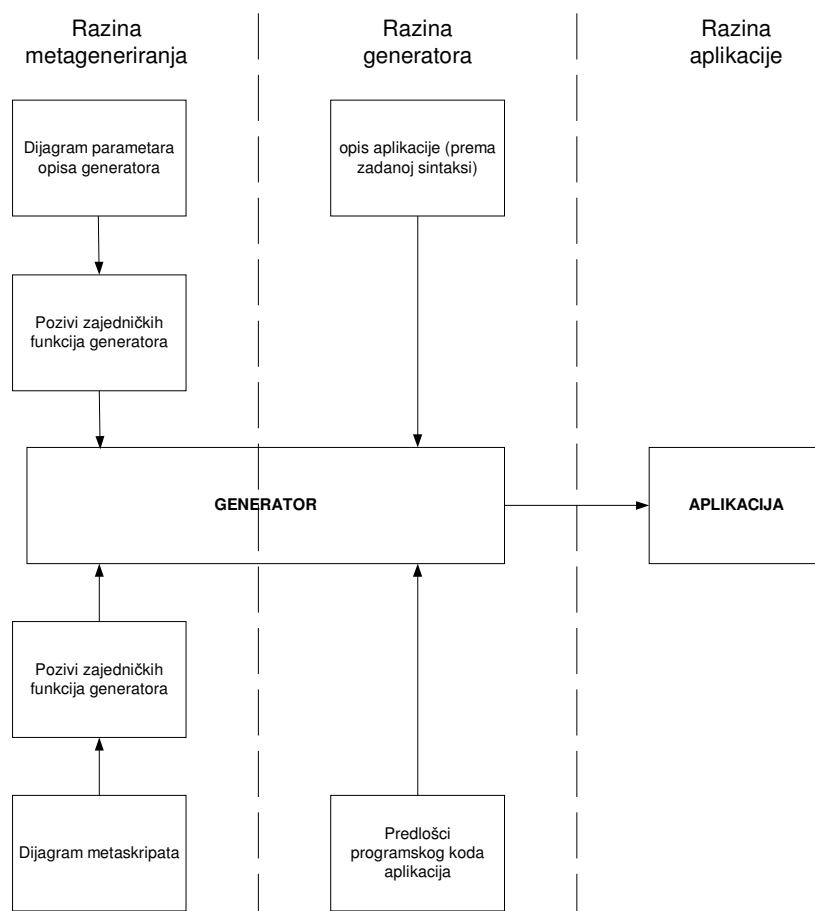 Razina
metageneriranja
Razina
generatora
Razina
aplikacije
Dijagram parametara
opisa generatora
opis aplikacije (prema
zadanoj sintaksi)
Pozivi zajedničkih
funkcija generatora
GENERATOR
APLIKACIJA
Pozivi zajedničkih
funkcija generatora
Dijagram metaskripata
Predlošci
programskog koda
aplikacija